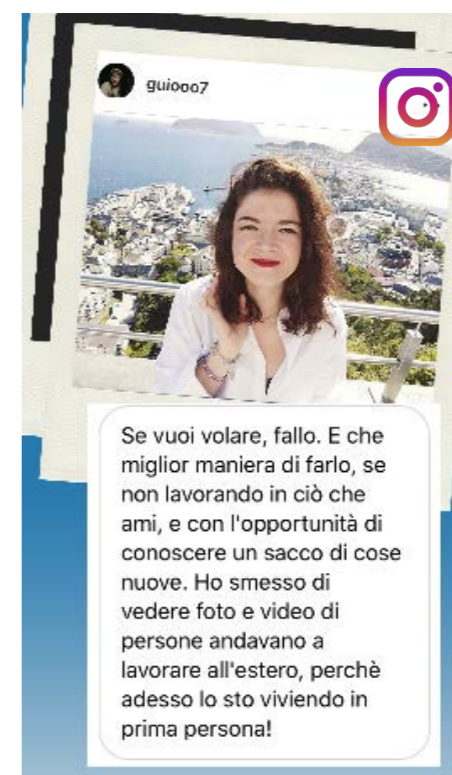 guiooo7
Se vuoi volare, fallo. E che
miglior maniera di farlo, se
non lavorando in ciò che
ami, e con l'opportunità di
conoscere un sacco di cose
nuove. Ho smesso di
vedere foto e video di
persone andavano a
lavorare all'estero, perchè
adesso lo sto vivendo in
prima persona!